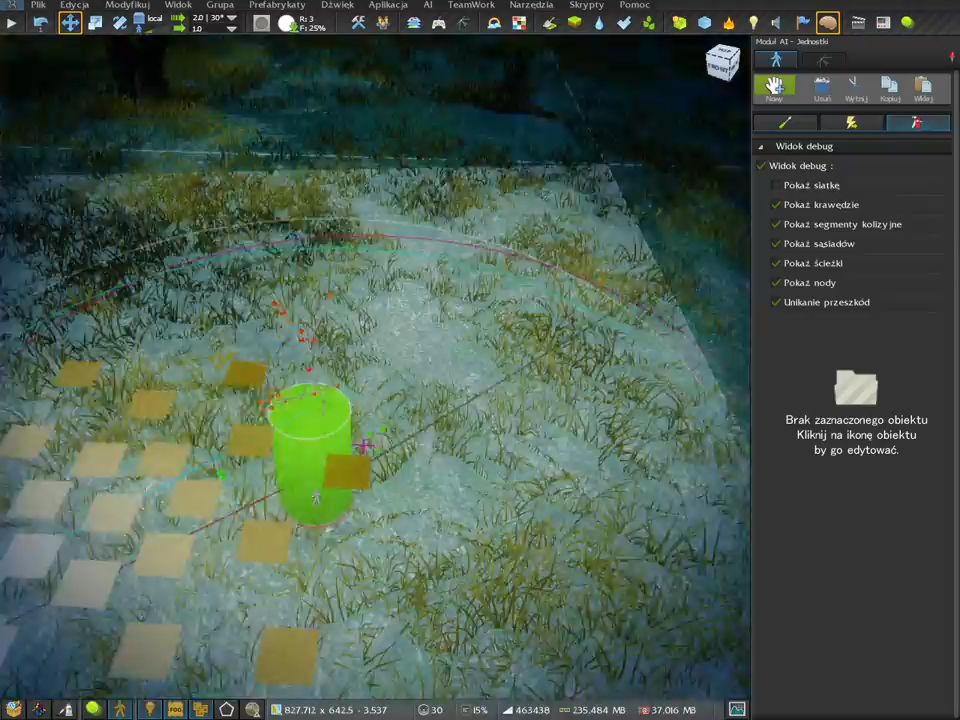 Plik Edycja Modyfikuj Widok Grupa Prefabrykaty Dźwięk Aplikacja AI TeamWork Narzędzia Skrypty Pomoc
local 2.0 | 30° R: 3
1.0 F: 25%
FRONT
Moduł AI - Jednostki
Nowy Usuń Wytnij Kopiuj Wklej
Widok debug
Widok debug :
Pokaż siatkę
Pokaż krawędzie
Pokaż segmenty kolizyjne
Pokaż sąsiadów
Pokaż ścieżki
Pokaż nody
Unikanie przeszkód
Brak zaznaczonego obiektu
Kliknij na ikonę obiektu
by go edytować.
FOG 827.712 x 642.5 - 3.537 30 15% 463438 235.484 MB 37.016 MB